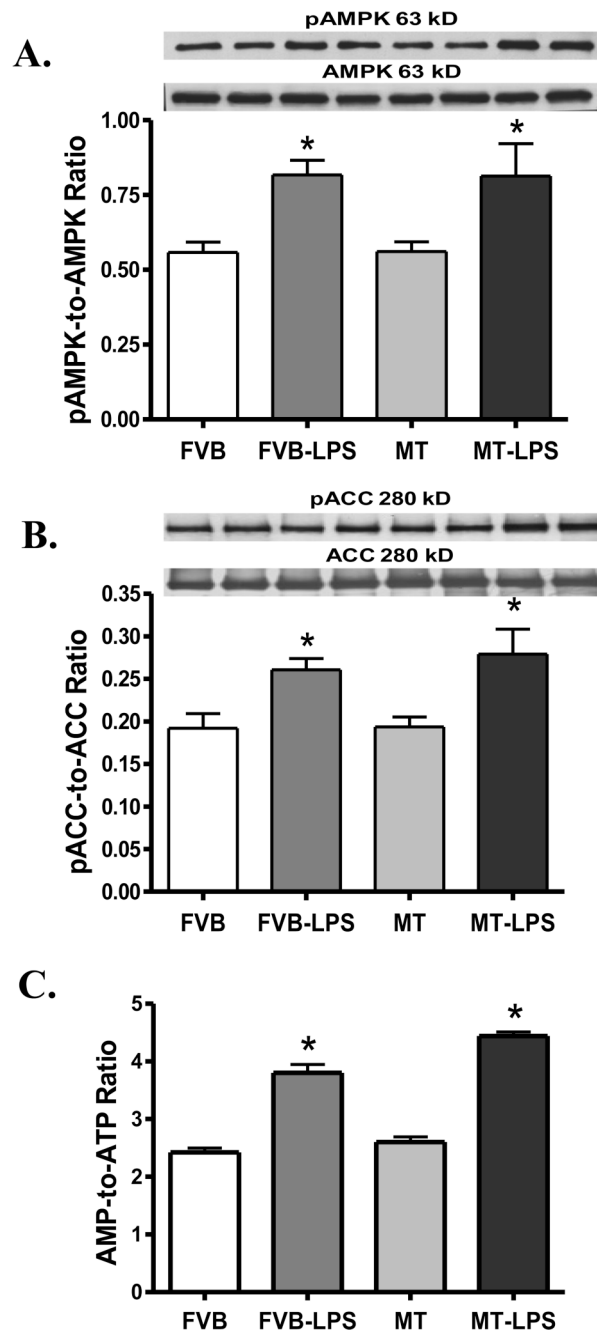 A.
pAMPK 63 kD
AMPK 63 kD
pAMPK-to-AMPK Ratio
1.00
0.75
0.50
0.25
0.00
* *
FVB FVB-LPS MT MT-LPS
B.
pACC 280 kD
ACC 280 kD
pACC-to-ACC Ratio
0.35
0.30
0.25
0.20
0.15
0.10
0.05
0.00
* *
FVB FVB-LPS MT MT-LPS
C.
AMP-to-ATP Ratio
5
4
3
2
1
0
* *
FVB FVB-LPS MT MT-LPS